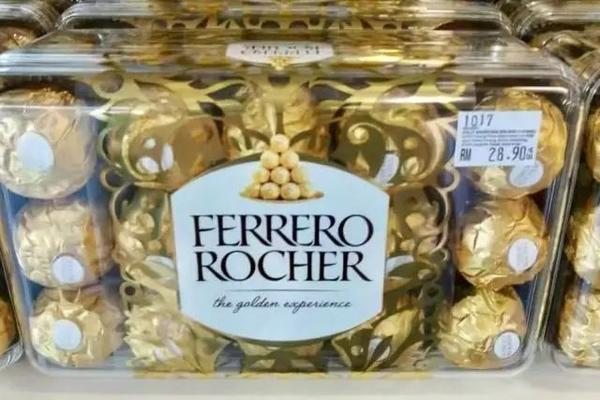 FERRERO
ROCHER
the golden experience
1017
RM 28.90